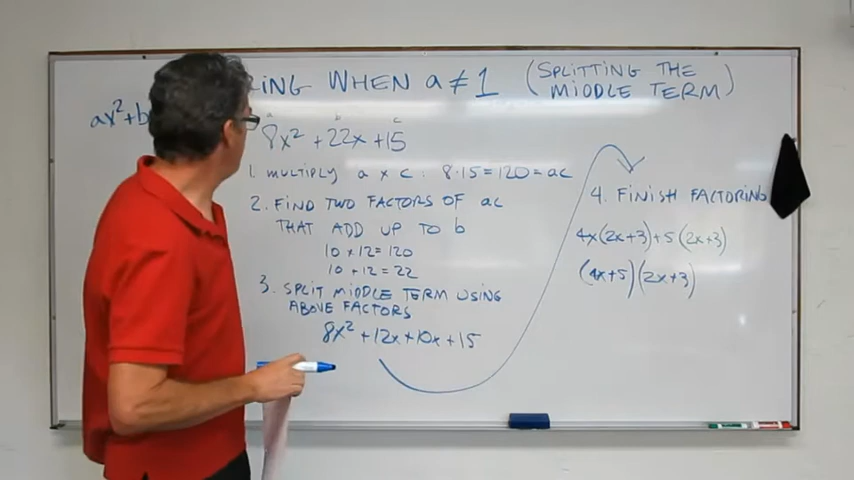 RING WHEN a ≠ 1 (SPLITTING THE MIDDLE TERM)
ax² + b
a b c
8x² + 22x + 15
1. MULTIPLY a x c : 8·15 = 120 = ac
2. FIND TWO FACTORS OF ac
THAT ADD UP TO b
10 x 12 = 120
10 + 12 = 22
3. SPLIT MIDDLE TERM USING
ABOVE FACTORS
8x² + 12x + 10x + 15
4. FINISH FACTORING
4x(2x+3) + 5(2x+3)
(4x+5)(2x+3)